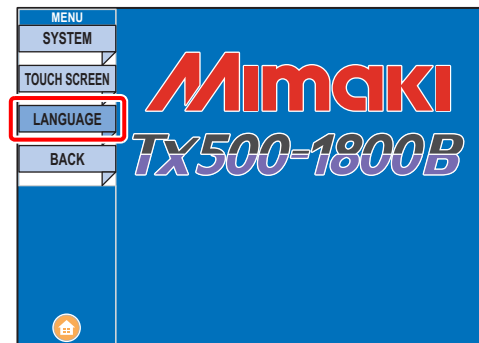 MENU
SYSTEM
TOUCH SCREEN
LANGUAGE
BACK
Mimaki
Tx500-1800B